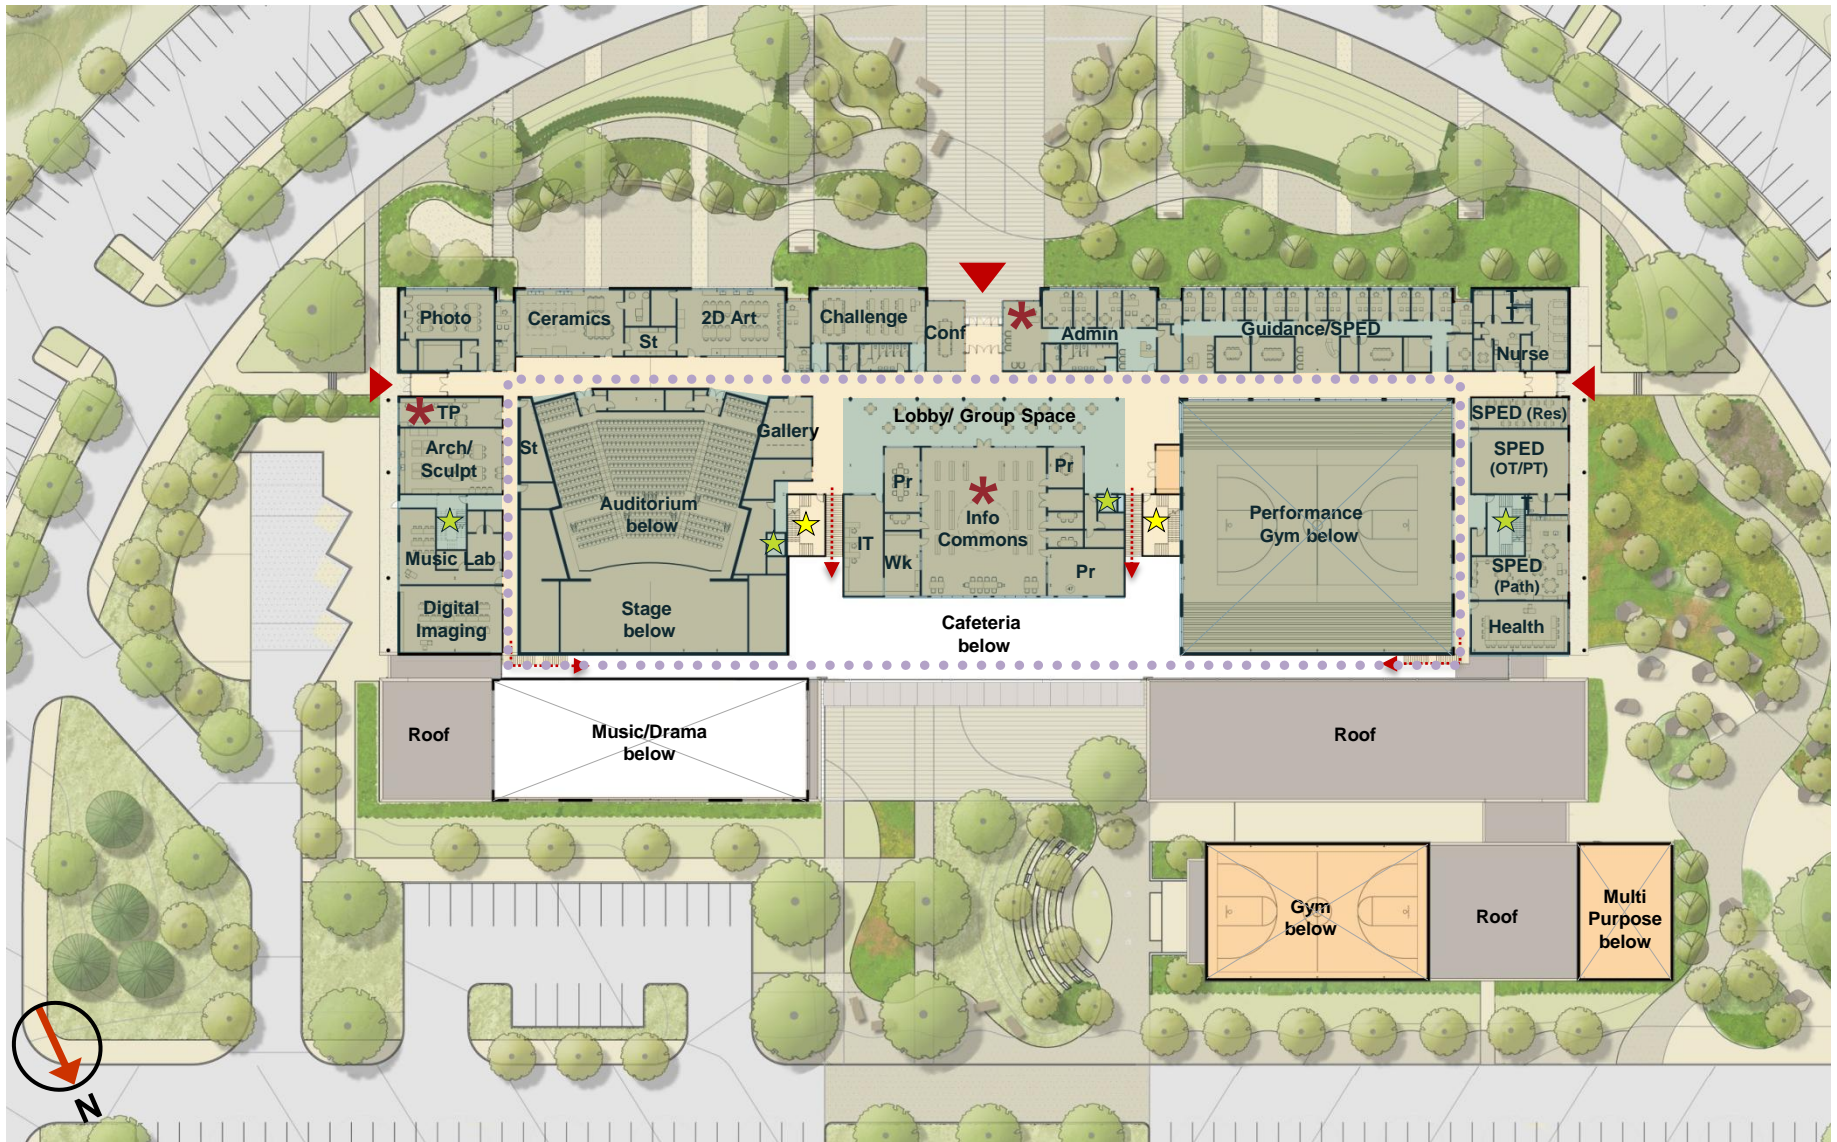 Photo
Ceramics
St
2D Art
Challenge
Conf
Admin
Guidance/SPED
T
Nurse
TP
Arch/
Sculpt
St
Gallery
Lobby/ Group Space
SPED (Res)
SPED
(OT/PT)
Pr
Pr
Auditorium
below
Info
Commons
Performance
Gym below
Music Lab
IT
Wk
Pr
T
SPED
(Path)
Digital
Imaging
Stage
below
Cafeteria
below
Health
Roof
Music/Drama
below
Roof
Gym
below
Roof
Multi
Purpose
below
N